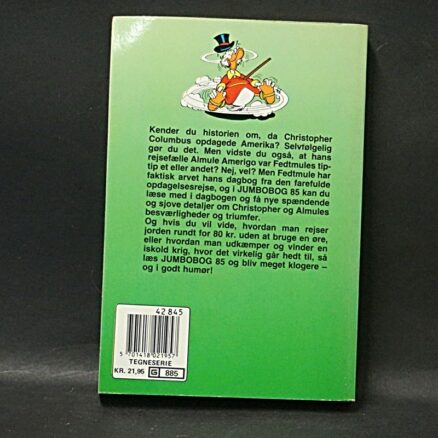 Kender du historien om, da Christopher
Columbus opdagede Amerika? Selvtølgelig
gør du det. Men vidste du også, at hans
rejsefælle Almule Amerigo var Fedtmules tip-
tip et eller andet? Nej, vel? Men Fedtmule har
faktisk arvet hans dagbog fra den farefulde
opdagelsesrejse, og i JUMBOBOG 85 kan du
læse med i dagbogen og få nye spændende
og sjove detaljer om Christopher og Almules
besværligheder og triumfer.
Og hvis du vil vide, hvordan man rejser
jorden rundt for 80 kr. uden at bruge en øre,
eller hvordan man udkæmper og vinder en
iskold krig, hvor det virkelig går hedt til, så
læs JUMBOBOG 85 og bliv meget klogere –
og i godt humør!
42845
5 701418 021957
TEGNESERIE
KR. 21,95 G 885